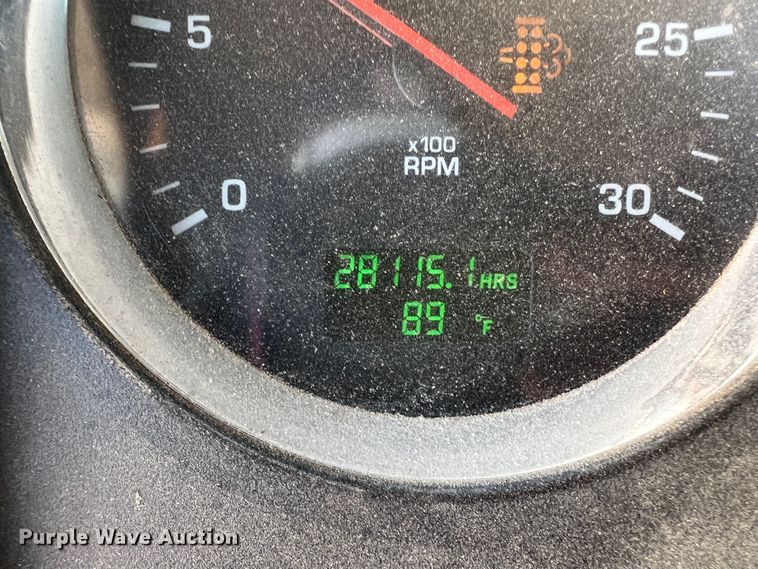 5
25
x100
RPM
0
30
28115.1 HRS
89 °F
Purple Wave Auction